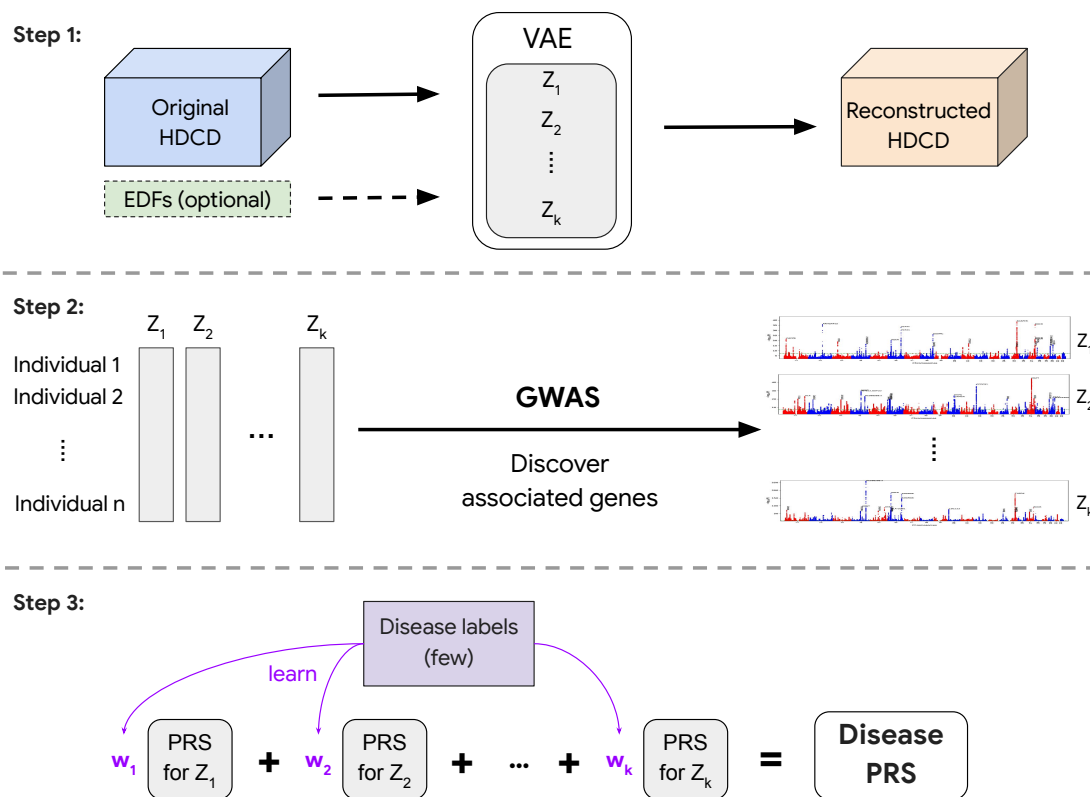 Step 1:
VAE
Z1
Z2
Zk
Original
HDCD
EDFs (optional)
Reconstructed
HDCD
Step 2:
Z1 Z2 Zk
Individual 1
Individual 2
Individual n
...
GWAS
Discover
associated genes
Z2
Zk
Step 3:
Disease labels
(few)
learn
w1 PRS
for Z1
+
w2 PRS
for Z2
+ ... +
wk PRS
for Zk
=
Disease
PRS